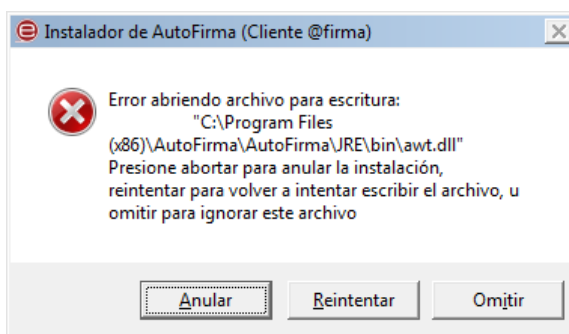 Instalador de AutoFirma (Cliente @firma)
Error abriendo archivo para escritura:
"C:\Program Files
(x86)\AutoFirma\AutoFirma\JRE\bin\awt.dll"
Presione abortar para anular la instalación,
reintentar para volver a intentar escribir el archivo, u
omitir para ignorar este archivo
Anular
Reintentar
Omitir